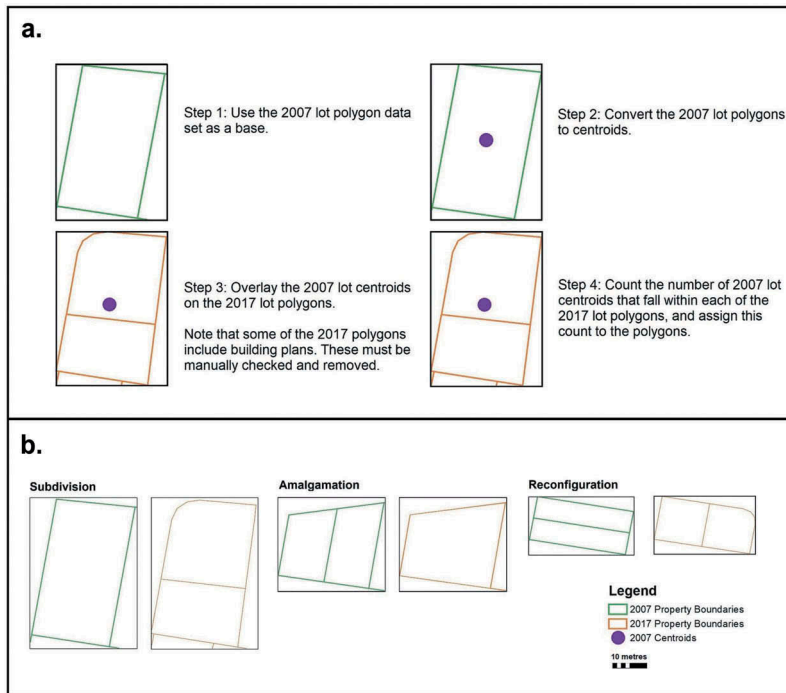 a.
Step 1: Use the 2007 lot polygon data
set as a base.
Step 2: Convert the 2007 lot polygons
to centroids.
Step 3: Overlay the 2007 lot centroids
on the 2017 lot polygons.
Note that some of the 2017 polygons
include building plans. These must be
manually checked and removed.
Step 4: Count the number of 2007 lot
centroids that fall within each of the
2017 lot polygons, and assign this
count to the polygons.
b.
Subdivision
Amalgamation
Reconfiguration
Legend
2007 Property Boundaries
2017 Property Boundaries
2007 Centroids
10 metres